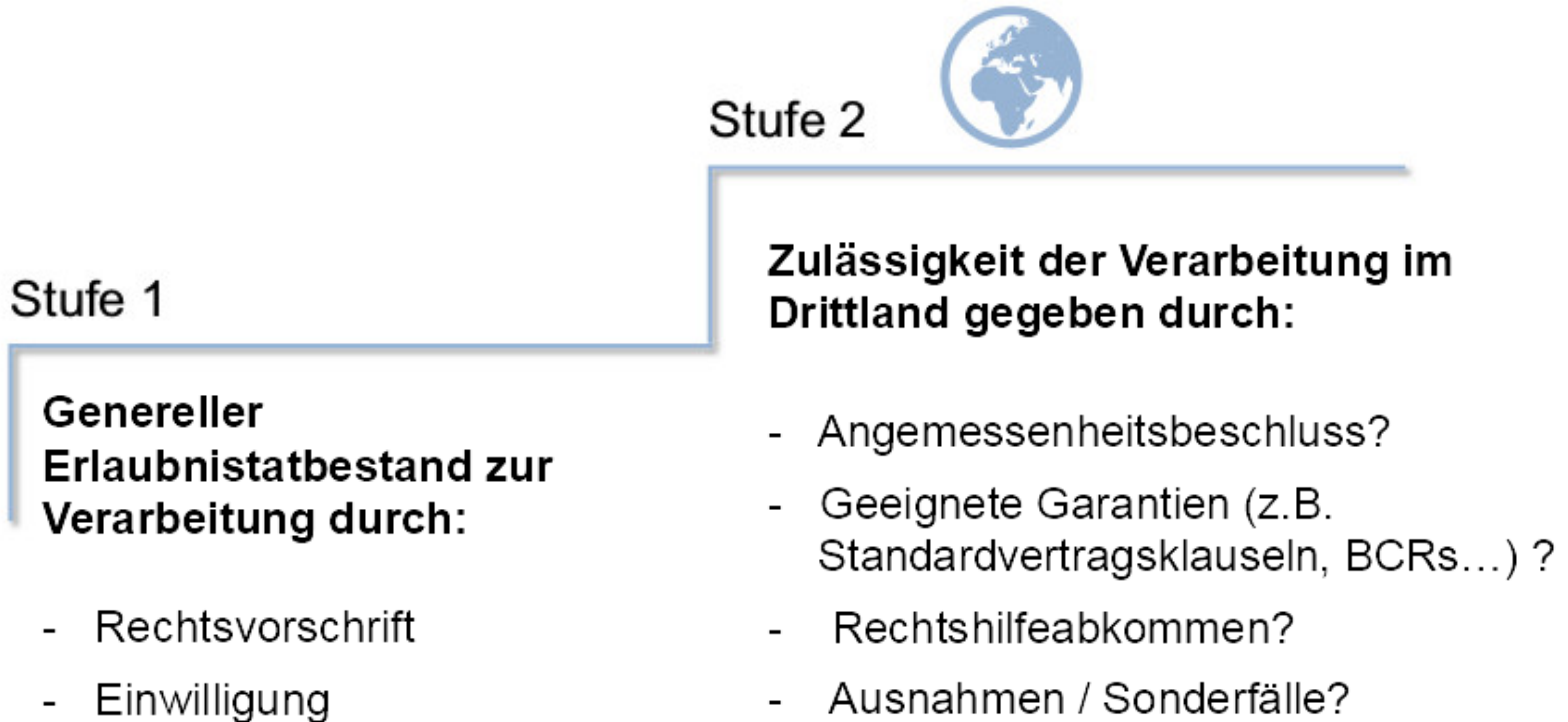 Stufe 1
Genereller
Erlaubnistatbestand zur
Verarbeitung durch:
- Rechtsvorschrift
- Einwilligung
Stufe 2
Zulässigkeit der Verarbeitung im
Drittland gegeben durch:
- Angemessenheitsbeschluss?
- Geeignete Garantien (z.B.
Standardvertragsklauseln, BCRs…) ?
- Rechtshilfeabkommen?
- Ausnahmen / Sonderfälle?